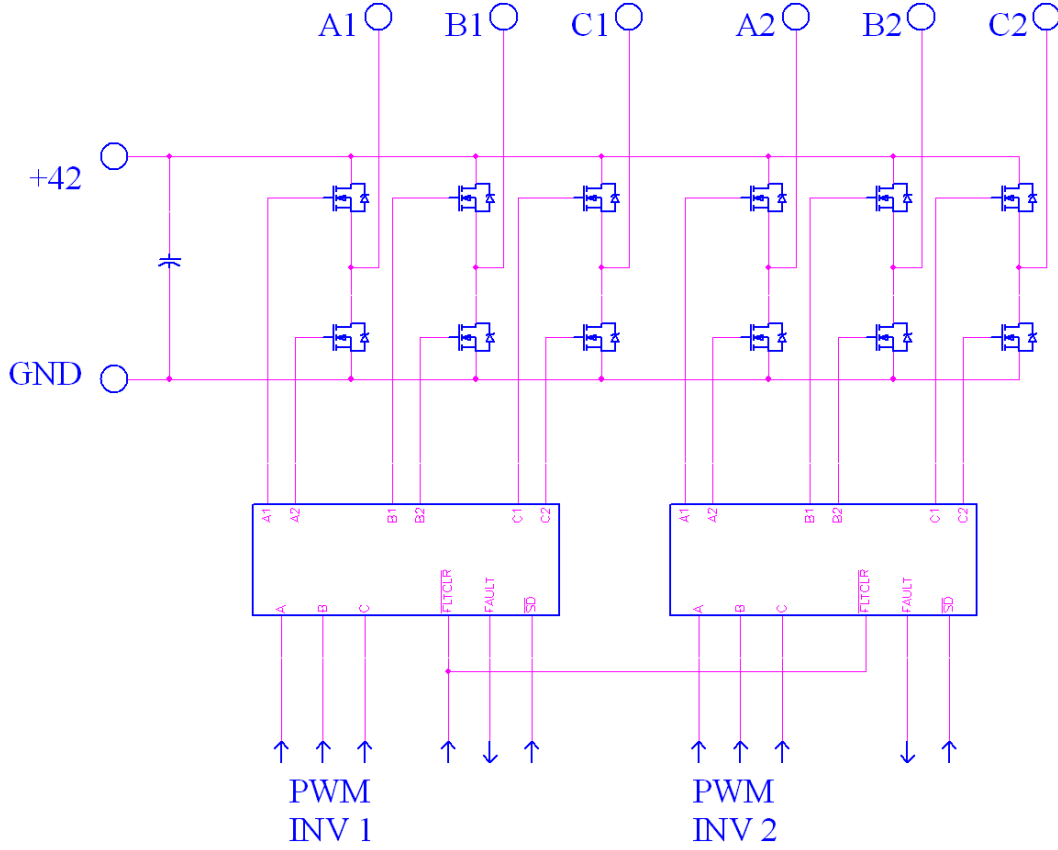 A1 B1 C1 A2 B2 C2
+42
GND
A1 A2 B1 B2 C1 C2 A1 A2 B1 B2 C1 C2
A B C FLTCLR FAULT SD A B C FLTCLR FAULT SD
PWM PWM
INV 1 INV 2